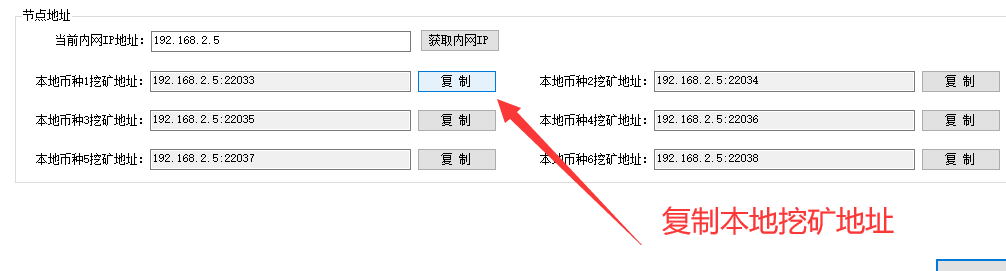 节点地址
当前内网IP地址: 192.168.2.5 获取内网IP
本地币种1挖矿地址: 192.168.2.5:22033 复 制 本地币种2挖矿地址: 192.168.2.5:22034 复 制
本地币种3挖矿地址: 192.168.2.5:22035 复 制 本地币种4挖矿地址: 192.168.2.5:22036 复 制
本地币种5挖矿地址: 192.168.2.5:22037 复 制 本地币种6挖矿地址: 192.168.2.5:22038 复 制
复制本地挖矿地址